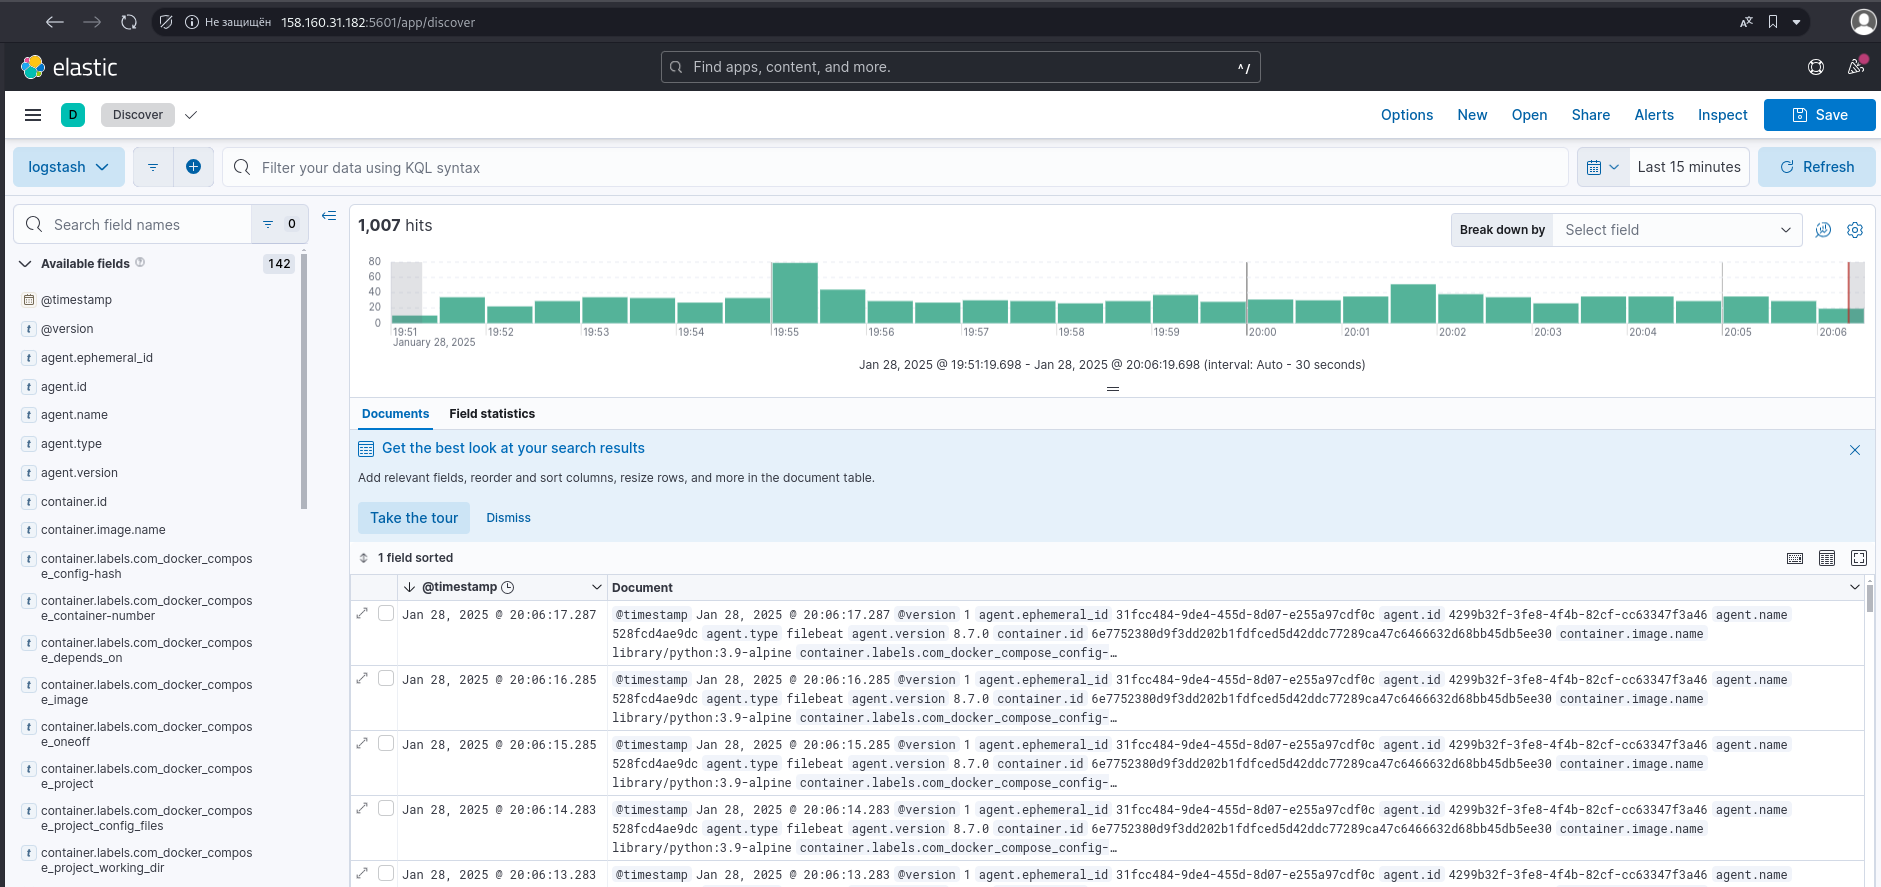 Не защищён 158.160.31.182:5601/app/discover
elastic
Find apps, content, and more. ^/
D Discover Options New Open Share Alerts Inspect Save
logstash Filter your data using KQL syntax Last 15 minutes Refresh
Search field names 0
Available fields 142
@timestamp
t @version
t agent.ephemeral_id
t agent.id
t agent.name
t agent.type
t agent.version
t container.id
t container.image.name
t container.labels.com_docker_compos
e_config-hash
t container.labels.com_docker_compos
e_container-number
t container.labels.com_docker_compos
e_depends_on
t container.labels.com_docker_compos
e_image
t container.labels.com_docker_compos
e_oneoff
t container.labels.com_docker_compos
e_project
t container.labels.com_docker_compos
e_project_config_files
t container.labels.com_docker_compos
e_project_working_dir
1,007 hits
Break down by Select field
80
60
40
20
0
19:51 19:52 19:53 19:54 19:55 19:56 19:57 19:58 19:59 20:00 20:01 20:02 20:03 20:04 20:05 20:06
January 28, 2025
Jan 28, 2025 @ 19:51:19.698 - Jan 28, 2025 @ 20:06:19.698 (interval: Auto - 30 seconds)
Documents Field statistics
Get the best look at your search results
Add relevant fields, reorder and sort columns, resize rows, and more in the document table.
Take the tour Dismiss
1 field sorted
@timestamp Document
Jan 28, 2025 @ 20:06:17.287 @timestamp Jan 28, 2025 @ 20:06:17.287 @version 1 agent.ephemeral_id 31fcc484-9de4-455d-8d07-e255a97cdf0c agent.id 4299b32f-3fe8-4f4b-82cf-cc63347f3a46 agent.name
528fcd4ae9dc agent.type filebeat agent.version 8.7.0 container.id 6e7752380d9f3dd202b1fdfced5d42ddc77289ca47c6466632d68bb45db5ee30 container.image.name
library/python:3.9-alpine container.labels.com_docker_compose_config-…
Jan 28, 2025 @ 20:06:16.285 @timestamp Jan 28, 2025 @ 20:06:16.285 @version 1 agent.ephemeral_id 31fcc484-9de4-455d-8d07-e255a97cdf0c agent.id 4299b32f-3fe8-4f4b-82cf-cc63347f3a46 agent.name
528fcd4ae9dc agent.type filebeat agent.version 8.7.0 container.id 6e7752380d9f3dd202b1fdfced5d42ddc77289ca47c6466632d68bb45db5ee30 container.image.name
library/python:3.9-alpine container.labels.com_docker_compose_config-…
Jan 28, 2025 @ 20:06:15.285 @timestamp Jan 28, 2025 @ 20:06:15.285 @version 1 agent.ephemeral_id 31fcc484-9de4-455d-8d07-e255a97cdf0c agent.id 4299b32f-3fe8-4f4b-82cf-cc63347f3a46 agent.name
528fcd4ae9dc agent.type filebeat agent.version 8.7.0 container.id 6e7752380d9f3dd202b1fdfced5d42ddc77289ca47c6466632d68bb45db5ee30 container.image.name
library/python:3.9-alpine container.labels.com_docker_compose_config-…
Jan 28, 2025 @ 20:06:14.283 @timestamp Jan 28, 2025 @ 20:06:14.283 @version 1 agent.ephemeral_id 31fcc484-9de4-455d-8d07-e255a97cdf0c agent.id 4299b32f-3fe8-4f4b-82cf-cc63347f3a46 agent.name
528fcd4ae9dc agent.type filebeat agent.version 8.7.0 container.id 6e7752380d9f3dd202b1fdfced5d42ddc77289ca47c6466632d68bb45db5ee30 container.image.name
library/python:3.9-alpine container.labels.com_docker_compose_config-…
Jan 28, 2025 @ 20:06:13.283 @timestamp Jan 28, 2025 @ 20:06:13.283 @version 1 agent.ephemeral_id 31fcc484-9de4-455d-8d07-e255a97cdf0c agent.id 4299b32f-3fe8-4f4b-82cf-cc63347f3a46 agent.name